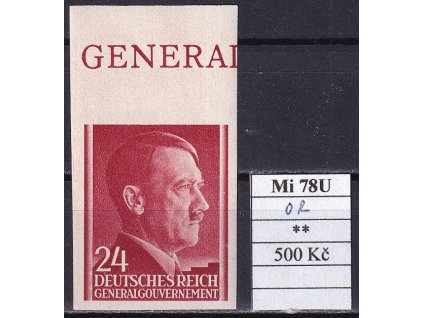 GENERAL
24
DEUTSCHES REICH
GENERALGOUVERNEMENT
Mi 78U
OR
**
500 Kč